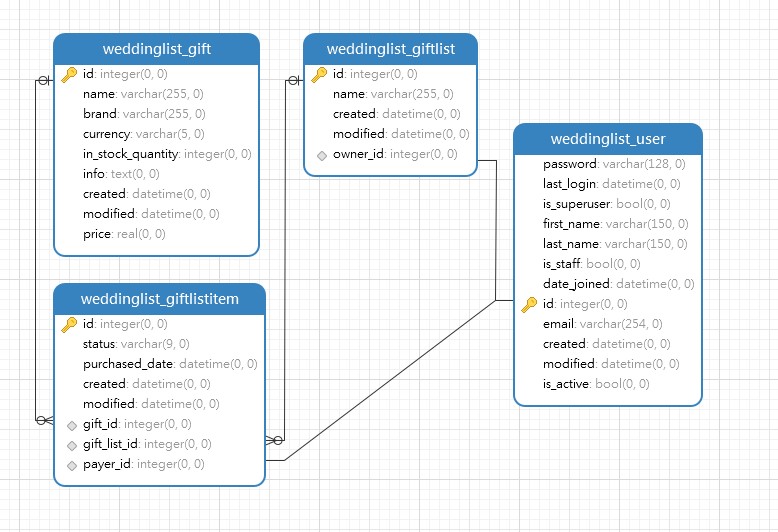 weddinglist_gift
id: integer(0, 0)
name: varchar(255, 0)
brand: varchar(255, 0)
currency: varchar(5, 0)
in_stock_quantity: integer(0, 0)
info: text(0, 0)
created: datetime(0, 0)
modified: datetime(0, 0)
price: real(0, 0)
weddinglist_giftlist
id: integer(0, 0)
name: varchar(255, 0)
created: datetime(0, 0)
modified: datetime(0, 0)
owner_id: integer(0, 0)
weddinglist_user
password: varchar(128, 0)
last_login: datetime(0, 0)
is_superuser: bool(0, 0)
first_name: varchar(150, 0)
last_name: varchar(150, 0)
is_staff: bool(0, 0)
date_joined: datetime(0, 0)
id: integer(0, 0)
email: varchar(254, 0)
created: datetime(0, 0)
modified: datetime(0, 0)
is_active: bool(0, 0)
weddinglist_giftlistitem
id: integer(0, 0)
status: varchar(9, 0)
purchased_date: datetime(0, 0)
created: datetime(0, 0)
modified: datetime(0, 0)
gift_id: integer(0, 0)
gift_list_id: integer(0, 0)
payer_id: integer(0, 0)